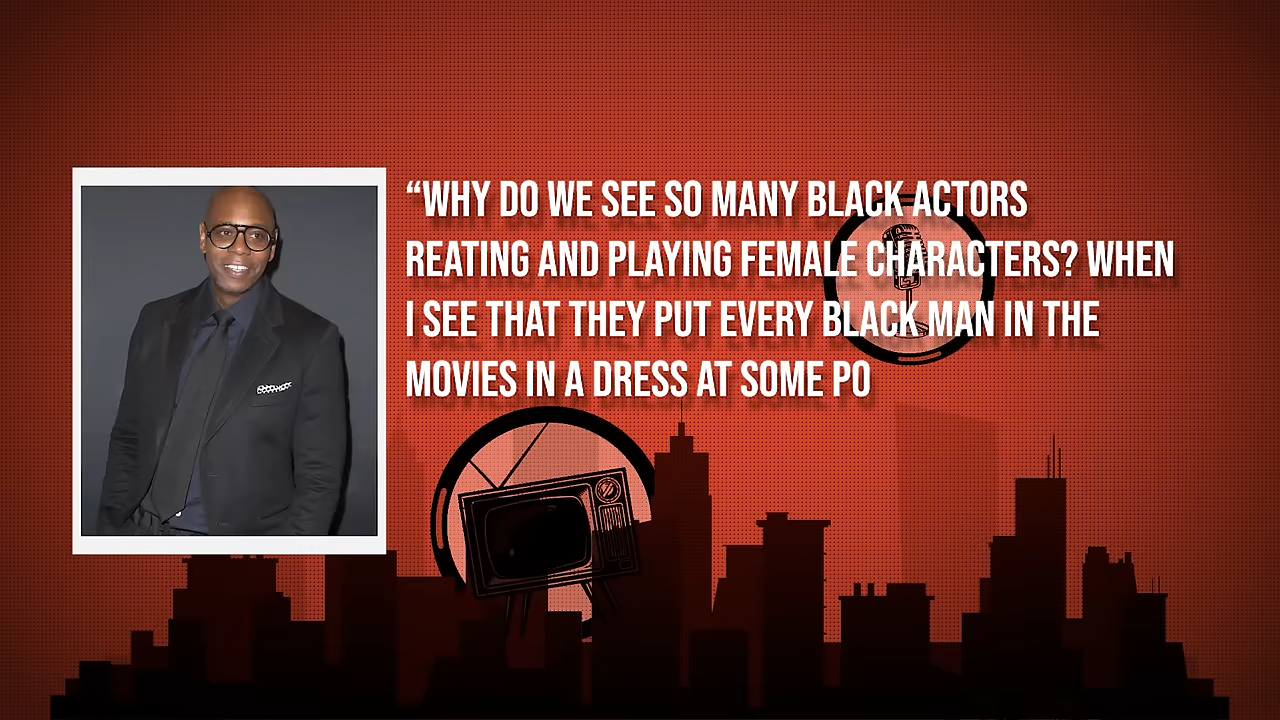 “WHY DO WE SEE SO MANY BLACK ACTORS
REATING AND PLAYING FEMALE CHARACTERS? WHEN
I SEE THAT THEY PUT EVERY BLACK MAN IN THE
MOVIES IN A DRESS AT SOME PO